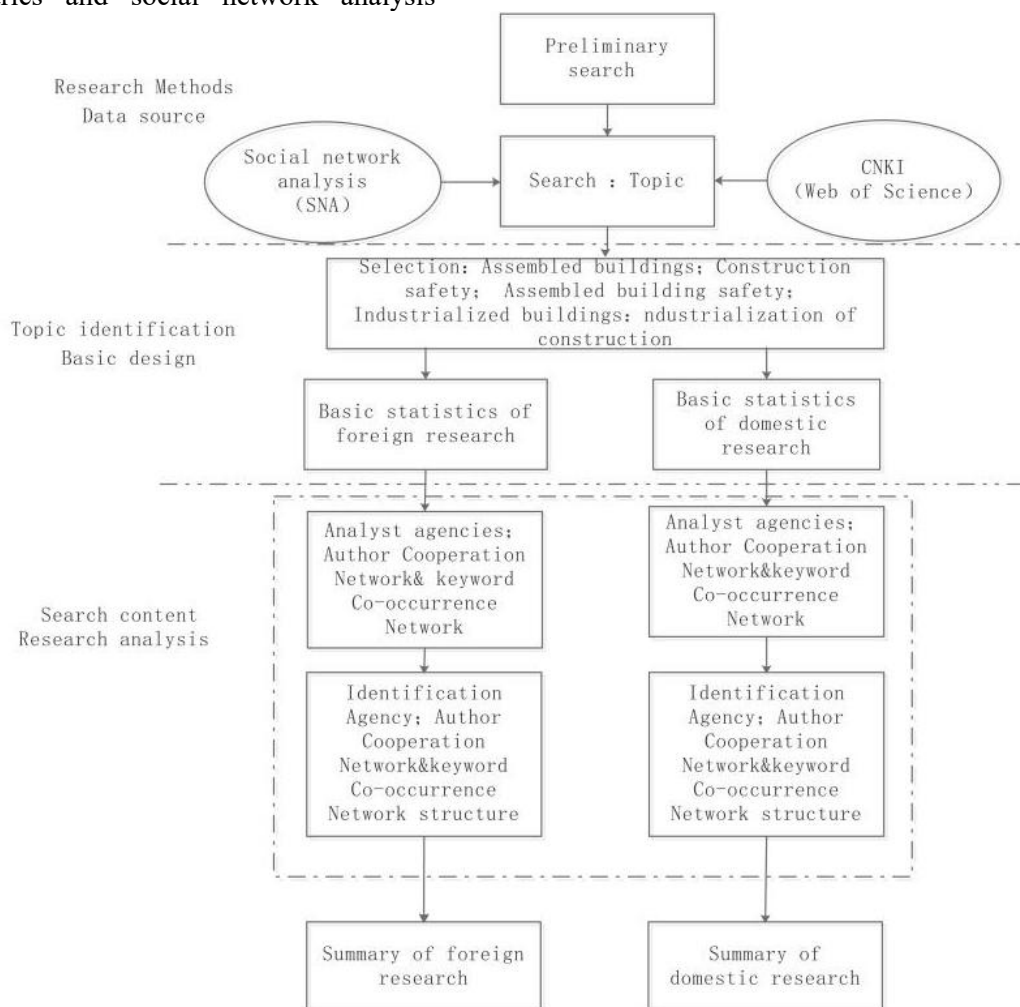 and social network analysis
Preliminary
search
Research Methods
Data source
Social network
analysis
(SNA)
Search : Topic
CNKI
(Web of Science)
Selection: Assembled buildings; Construction
safety; Assembled building safety;
Industrialized buildings: ndustrialization of
construction
Topic identification
Basic design
Basic statistics of
foreign research
Basic statistics
of domestic
research
Analyst agencies;
Author Cooperation
Network& keyword
Co-occurrence
Network
Analyst agencies;
Author Cooperation
Network&keyword
Co-occurrence
Network
Search content
Research analysis
Identification
Agency; Author
Cooperation
Network&keyword
Co-occurrence
Network structure
Identification
Agency; Author
Cooperation
Network&keyword
Co-occurrence
Network structure
Summary of foreign
research
Summary of
domestic research